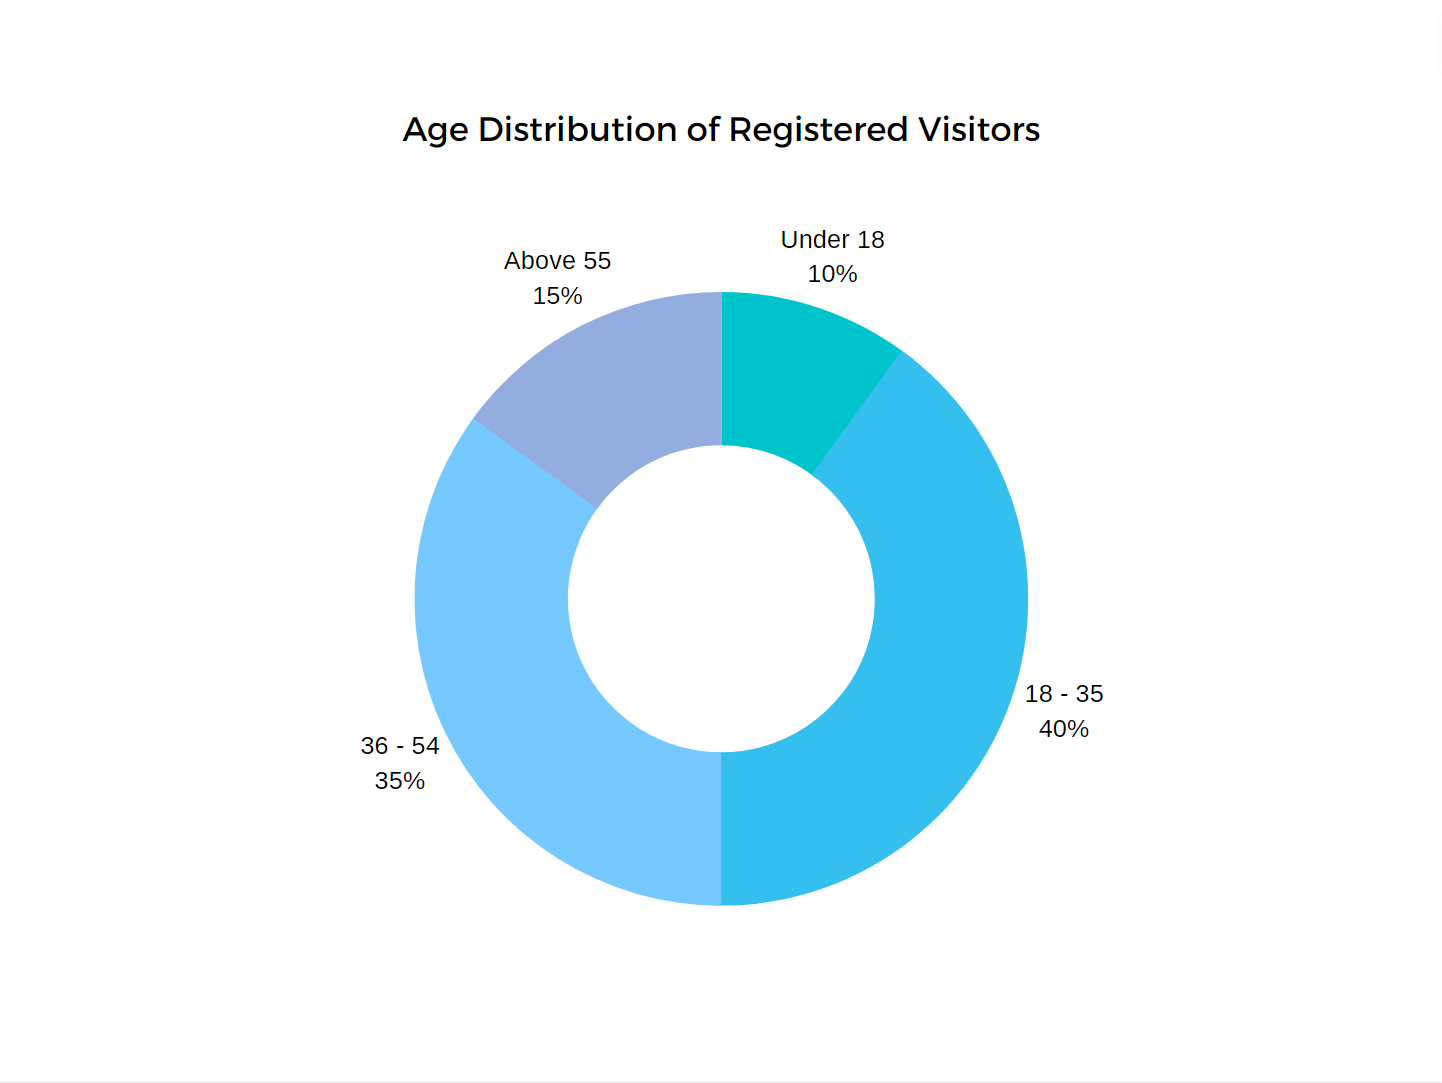 Age Distribution of Registered Visitors
Under 18
10%
Above 55
15%
18 - 35
40%
36 - 54
35%